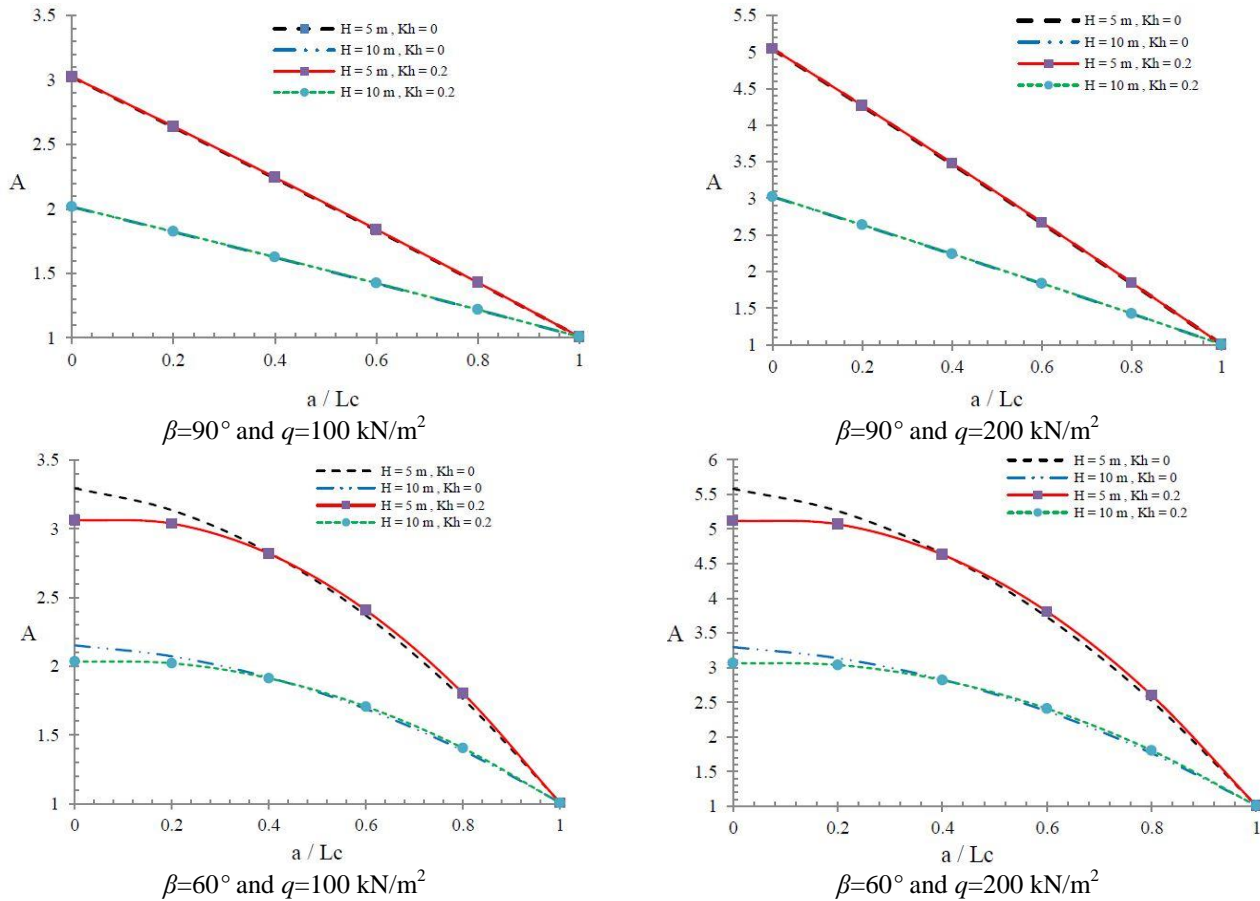 3.5
3
2.5
2
1.5
1
A
H = 5 m , Kh = 0
H = 10 m , Kh = 0
H = 5 m , Kh = 0.2
H = 10 m , Kh = 0.2
0 0.2 0.4 0.6 0.8 1
a / Lc
β=90° and q=100 kN/m²
5.5
5
4.5
4
3.5
3
2.5
2
1.5
1
A
H = 5 m , Kh = 0
H = 10 m , Kh = 0
H = 5 m , Kh = 0.2
H = 10 m , Kh = 0.2
0 0.2 0.4 0.6 0.8 1
a / Lc
β=90° and q=200 kN/m²
3.5
3
2.5
2
1.5
1
A
H = 5 m , Kh = 0
H = 10 m , Kh = 0
H = 5 m , Kh = 0.2
H = 10 m , Kh = 0.2
0 0.2 0.4 0.6 0.8 1
a / Lc
β=60° and q=100 kN/m²
6
5.5
5
4.5
4
3.5
3
2.5
2
1.5
1
A
H = 5 m , Kh = 0
H = 10 m , Kh = 0
H = 5 m , Kh = 0.2
H = 10 m , Kh = 0.2
0 0.2 0.4 0.6 0.8 1
a / Lc
β=60° and q=200 kN/m²